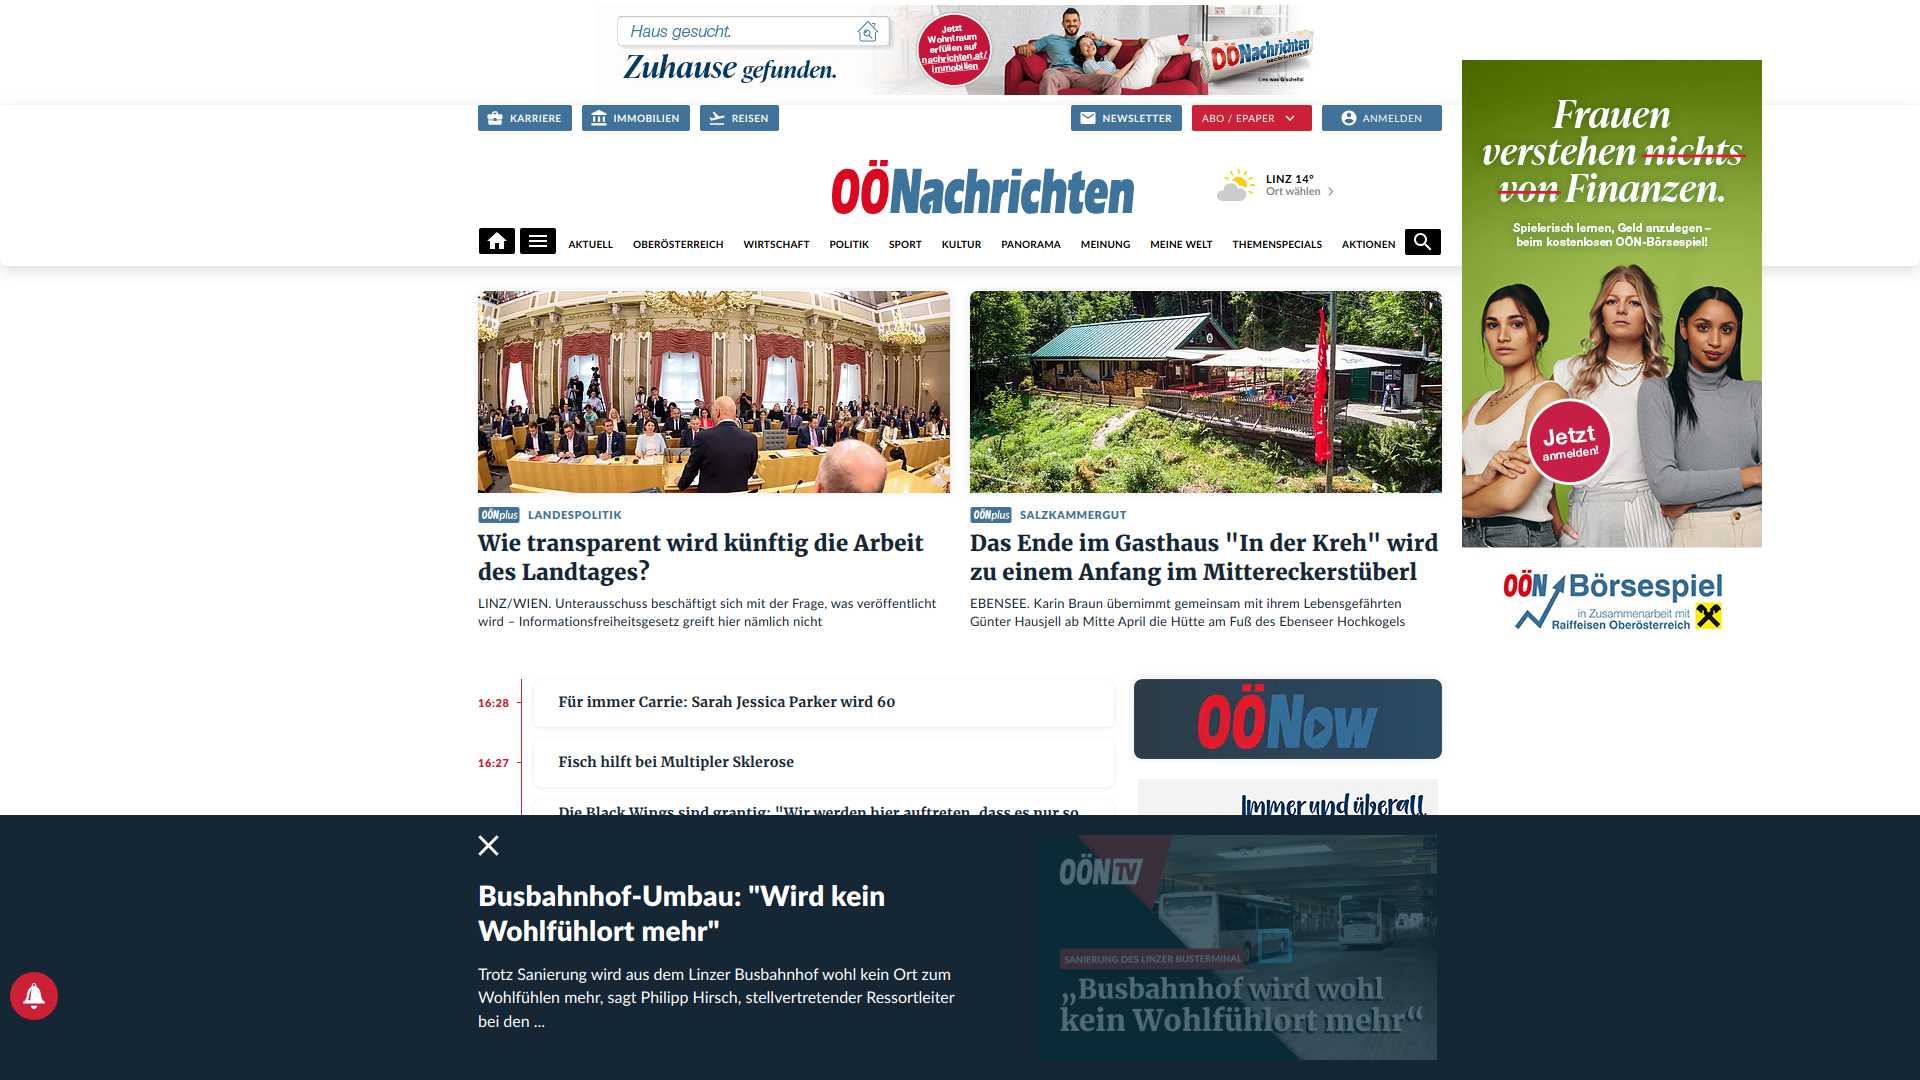 Haus gesucht.
Zuhause gefunden.
Jetzt
Wohntraum
erfüllen auf
nachrichten.at/
immobilien
OÖNachrichten
Lies was G'scheits!
KARRIERE
IMMOBILIEN
REISEN
NEWSLETTER
ABO / EPAPER
ANMELDEN
OÖNachrichten
LINZ 14°
Ort wählen
AKTUELL
OBERÖSTERREICH
WIRTSCHAFT
POLITIK
SPORT
KULTUR
PANORAMA
MEINUNG
MEINE WELT
THEMENSPECIALS
AKTIONEN
Frauen
verstehen nichts
von Finanzen.
Spielerisch lernen, Geld anzulegen –
beim kostenlosen OÖN-Börsespiel!
Jetzt
anmelden!
OÖN Börsespiel
in Zusammenarbeit mit
Raiffeisen Oberösterreich
OÖNplus LANDESPOLITIK
Wie transparent wird künftig die Arbeit
des Landtages?
LINZ/WIEN. Unterausschuss beschäftigt sich mit der Frage, was veröffentlicht
wird – Informationsfreiheitsgesetz greift hier nämlich nicht
OÖNplus SALZKAMMERGUT
Das Ende im Gasthaus "In der Kreh" wird
zu einem Anfang im Mittereckerstüberl
EBENSEE. Karin Braun übernimmt gemeinsam mit ihrem Lebensgefährten
Günter Hausjell ab Mitte April die Hütte am Fuß des Ebenseer Hochkogels
16:28
Für immer Carrie: Sarah Jessica Parker wird 60
16:27
Fisch hilft bei Multipler Sklerose
Die Black Wings sind grantig: "Wir werden hier auftreten, dass es nur so
OÖNow
Immer und überall
Busbahnhof-Umbau: "Wird kein
Wohlfühlort mehr"
Trotz Sanierung wird aus dem Linzer Busbahnhof wohl kein Ort zum
Wohlfühlen mehr, sagt Philipp Hirsch, stellvertretender Ressortleiter
bei den ...
OÖN TV
SANIERUNG DES LINZER BUSTERMINAL
„Busbahnhof wird wohl
kein Wohlfühlort mehr“